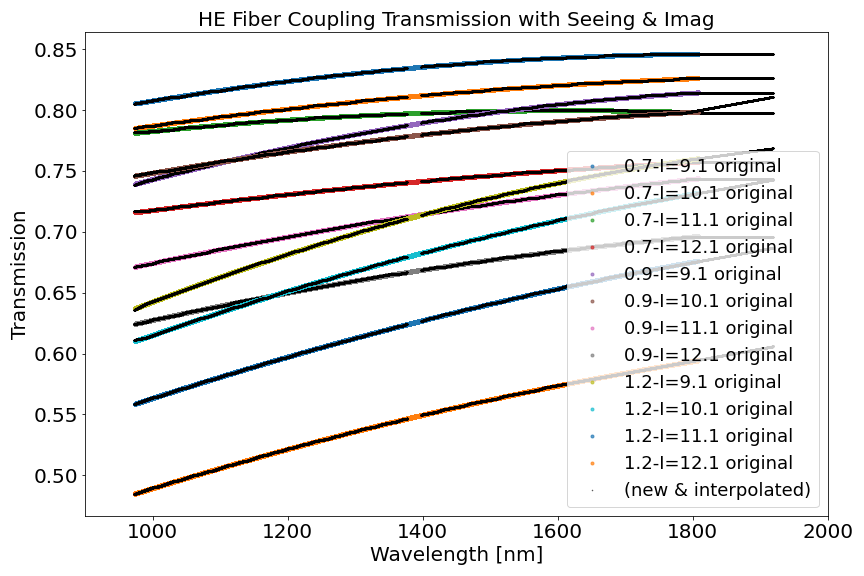 HE Fiber Coupling Transmission with Seeing & Imag
Transmission
0.85
0.80
0.75
0.70
0.65
0.60
0.55
0.50
0.7-I=9.1 original
0.7-I=10.1 original
0.7-I=11.1 original
0.7-I=12.1 original
0.9-I=9.1 original
0.9-I=10.1 original
0.9-I=11.1 original
0.9-I=12.1 original
1.2-I=9.1 original
1.2-I=10.1 original
1.2-I=11.1 original
1.2-I=12.1 original
(new & interpolated)
1000 1200 1400 1600 1800 2000
Wavelength [nm]